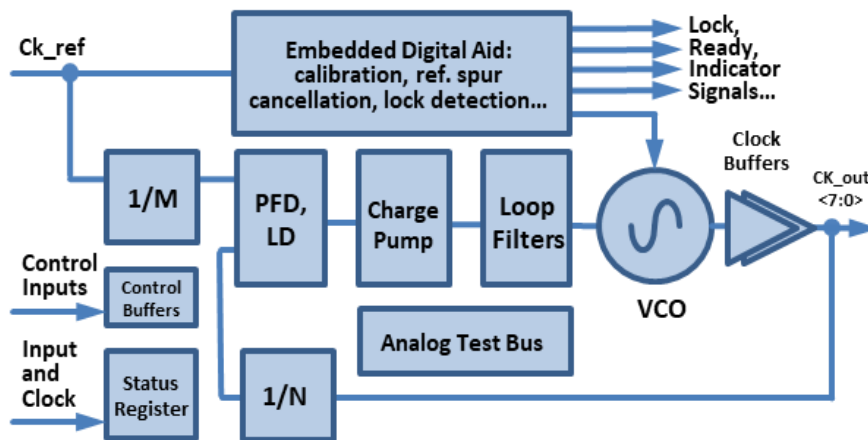 Ck_ref
Embedded Digital Aid:
calibration, ref. spur
cancellation, lock detection...
Lock,
Ready,
Indicator
Signals...
1/M
PFD,
LD
Charge
Pump
Loop
Filters
VCO
Clock
Buffers
CK_out
<7:0>
Control
Inputs
Control
Buffers
Analog Test Bus
Input
and
Clock
Status
Register
1/N